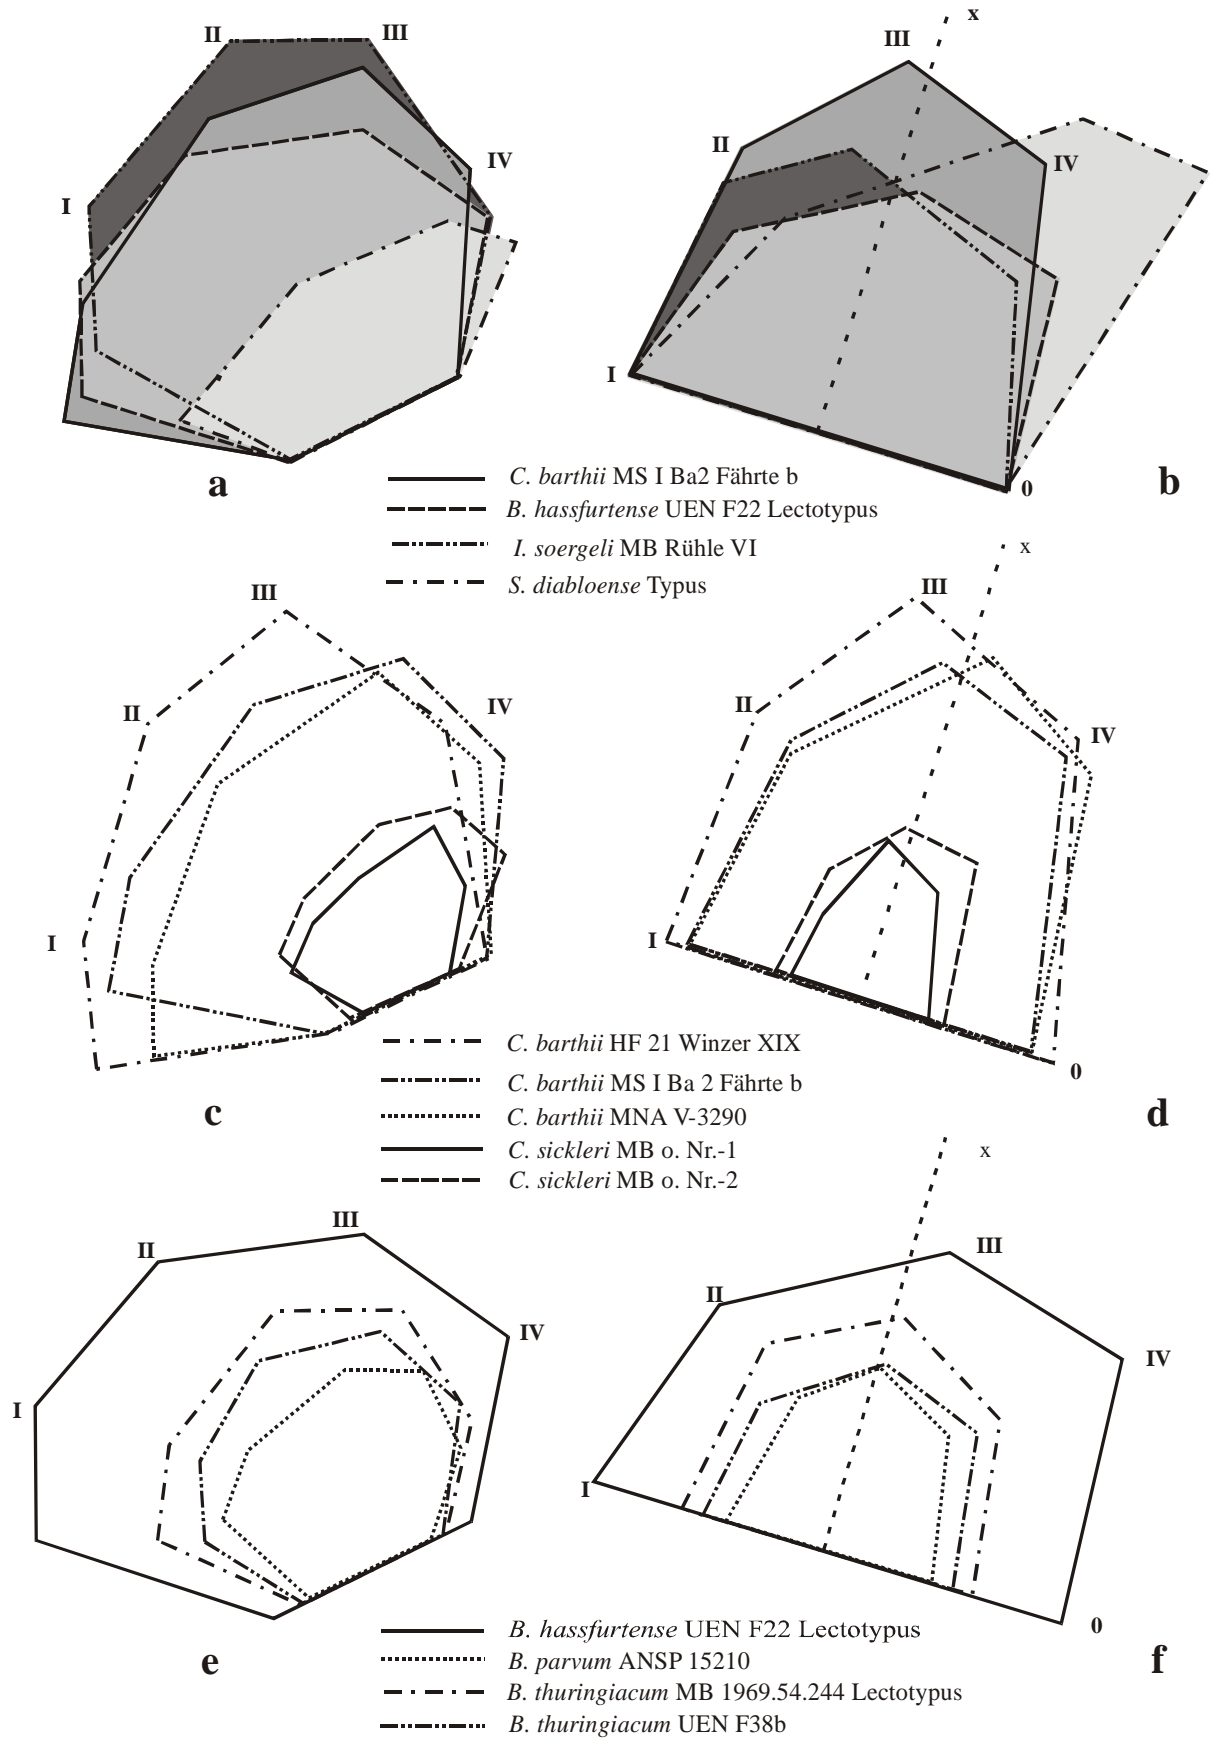 II
III
I
IV
a
x
III
II
IV
I
0
b
C. barthii MS I Ba2 Fährte b
B. hassfurtense UEN F22 Lectotypus
I. soergeli MB Rühle VI
S. diabloense Typus
III
II
IV
I
c
x
III
II
IV
I
0
d
C. barthii HF 21 Winzer XIX
C. barthii MS I Ba 2 Fährte b
C. barthii MNA V-3290
C. sickleri MB o. Nr.-1
C. sickleri MB o. Nr.-2
III
II
IV
I
e
x
III
II
IV
I
0
f
B. hassfurtense UEN F22 Lectotypus
B. parvum ANSP 15210
B. thuringiacum MB 1969.54.244 Lectotypus
B. thuringiacum UEN F38b